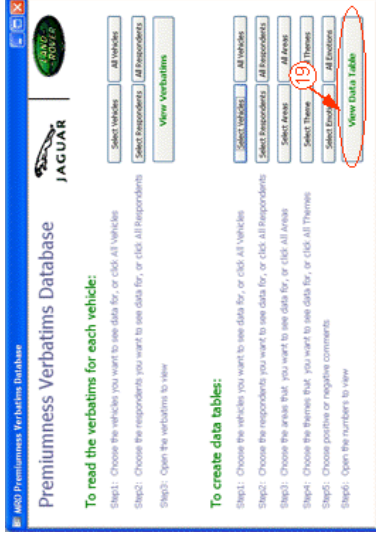 MRO Premiumness Verbatims Database
Premiumness Verbatims Database
JAGUAR
LAND ROVER
To read the verbatims for each vehicle:
Step1: Choose the vehicles you want to see data for, or click All Vehicles
Select Vehicles
All Vehicles
Step2: Choose the respondents you want to see data for, or click All Respondents
Select Respondents
All Respondents
Step3: Open the verbatims to view
View Verbatims
To create data tables:
Step1: Choose the vehicles you want to see data for, or click All Vehicles
Select Vehicles
All Vehicles
Step2: Choose the respondents you want to see data for, or click All Respondents
Select Respondents
All Respondents
Step3: Choose the areas that you want to see data for, or click All Areas
Select Areas
All Areas
Step4: Choose the themes that you want to see data for, or click All Themes
Select Theme
Themes
Step5: Choose positive or negative comments
Select Emot
All Emotions
Step6: Open the numbers to view
View Data Table
19